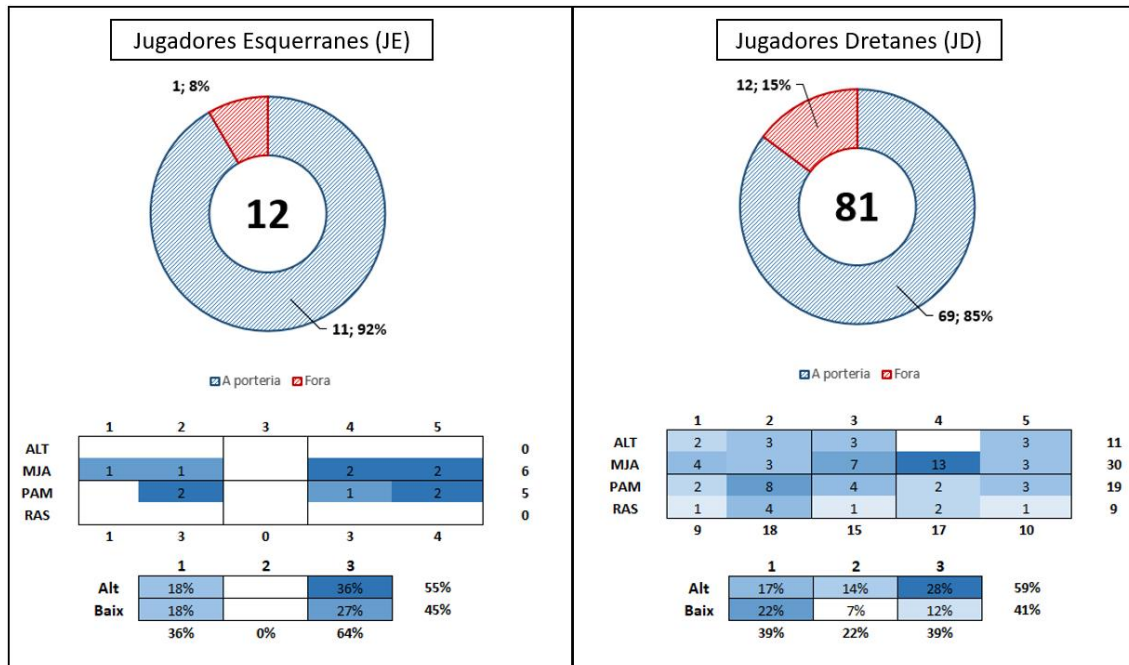 Jugadores Esquerranes (JE)
1; 8%
12
11; 92%
A porteria Fora
1 2 3 4 5
ALT 0
MJA 1 1 2 2 6
PAM 2 1 2 5
RAS 0
1 3 0 3 4
1 2 3
Alt 18% 36% 55%
Baix 18% 27% 45%
36% 0% 64%
Jugadores Dretanes (JD)
12; 15%
81
69; 85%
A porteria Fora
1 2 3 4 5
ALT 2 3 3 3 11
MJA 4 3 7 13 3 30
PAM 2 8 4 2 3 19
RAS 1 4 1 2 1 9
9 18 15 17 10
1 2 3
Alt 17% 14% 28% 59%
Baix 22% 7% 12% 41%
39% 22% 39%